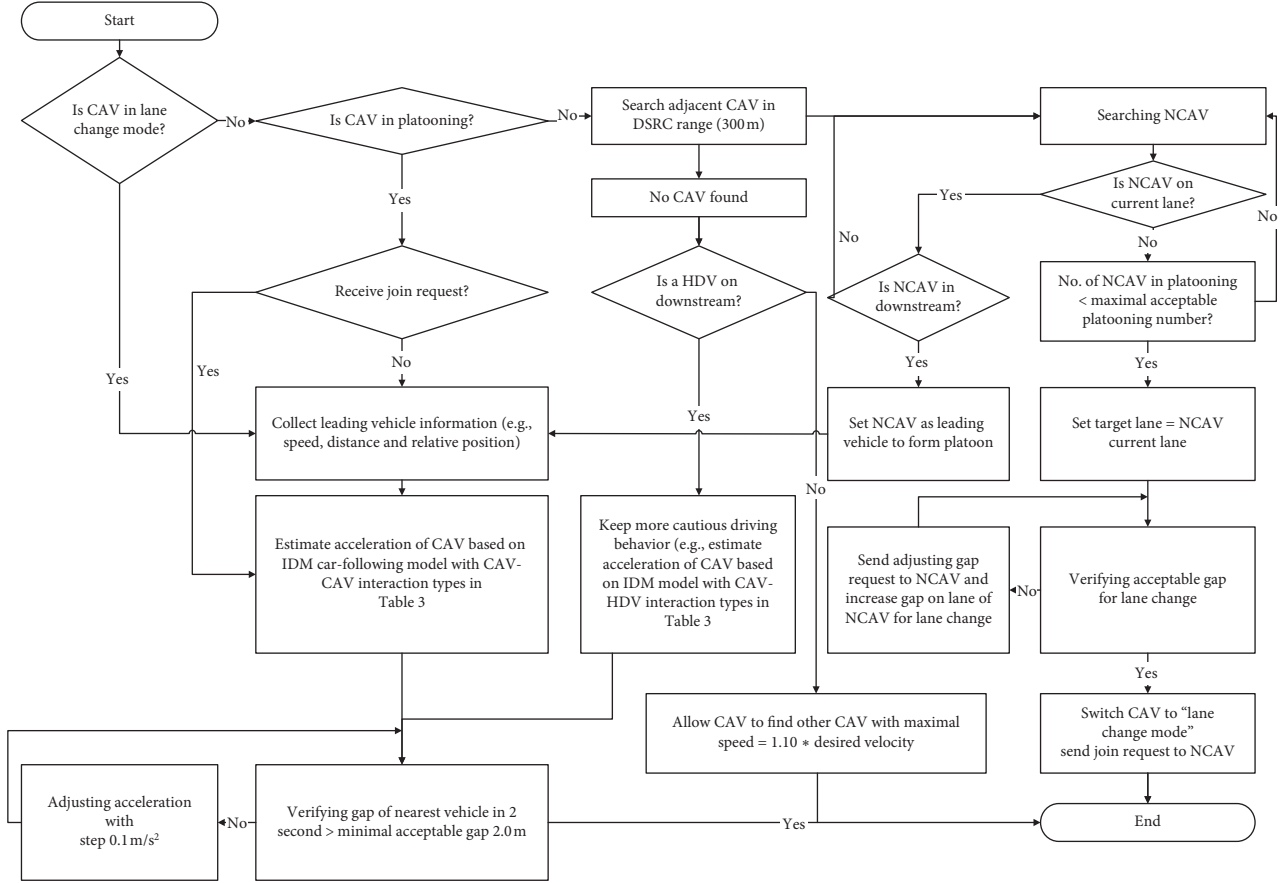 Start
Is CAV in lane
change mode?
No
Is CAV in platooning?
No
Search adjacent CAV in
DSRC range (300 m)
Searching NCAV
Yes
No CAV found
Yes
Is NCAV on
current lane?
No
No
No
Receive join request?
Is a HDV on
downstream?
Is NCAV in
downstream?
No. of NCAV in platooning
< maximal acceptable
platooning number?
Yes
Yes
No
Yes
Yes
Collect leading vehicle information (e.g.,
speed, distance and relative position)
Yes
Set NCAV as leading
vehicle to form platoon
Set target lane = NCAV
current lane
No
Estimate acceleration of CAV based on
IDM car-following model with CAV-
CAV interaction types in
Table 3
Keep more cautious driving
behavior (e.g., estimate
acceleration of CAV based
on IDM model with CAV-
HDV interaction types in
Table 3
Send adjusting gap
request to NCAV and
increase gap on lane of
NCAV for lane change
No
Verifying acceptable gap
for lane change
Yes
Allow CAV to find other CAV with maximal
speed = 1.10 ∗ desired velocity
Switch CAV to “lane
change mode”
send join request to NCAV
Adjusting acceleration
with
step 0.1 m/s²
No
Verifying gap of nearest vehicle in 2
second > minimal acceptable gap 2.0 m
Yes
End